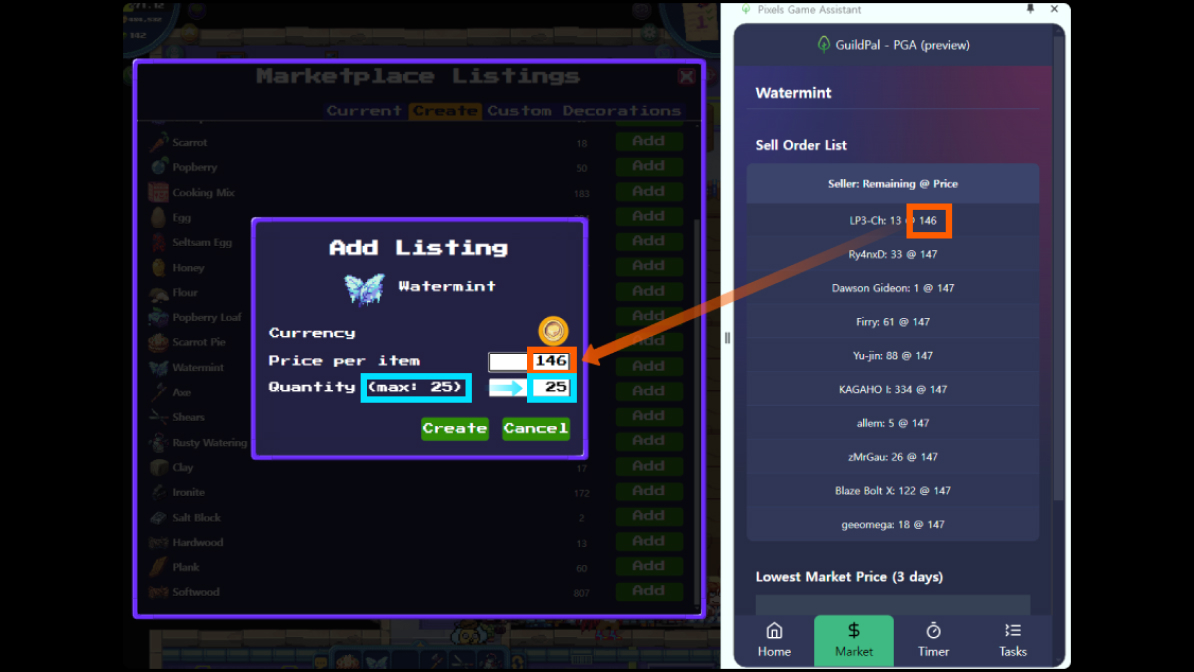 142
Marketplace Listings
Current Create Custom Decorations
Scarrot 18 Add
Popberry 50 Add
Cooking Mix 183 Add
Egg Add
Seltsam Egg Add
Honey Add
Flour Add
Popberry Loaf Add
Scarrot Pie Add
Watermint Add
Axe Add
Shears Add
Rusty Watering Add
Clay 17 Add
Ironite 172 Add
Salt Block 2 Add
Hardwood 13 Add
Plank 60 Add
Softwood 807 Add
Add Listing
Watermint
Currency
Price per item 146
Quantity (max: 25) 25
Create Cancel
Pixels Game Assistant
GuildPal - PGA (preview)
Watermint
Sell Order List
Seller: Remaining @ Price
LP3-Ch: 13 @ 146
Ry4nxD: 33 @ 147
Dawson Gideon: 1 @ 147
Firry: 61 @ 147
Yu-jin: 88 @ 147
KAGAHO I: 334 @ 147
allem: 5 @ 147
zMrGau: 26 @ 147
Blaze Bolt X: 122 @ 147
geeomega: 18 @ 147
Lowest Market Price (3 days)
Home Market Timer Tasks